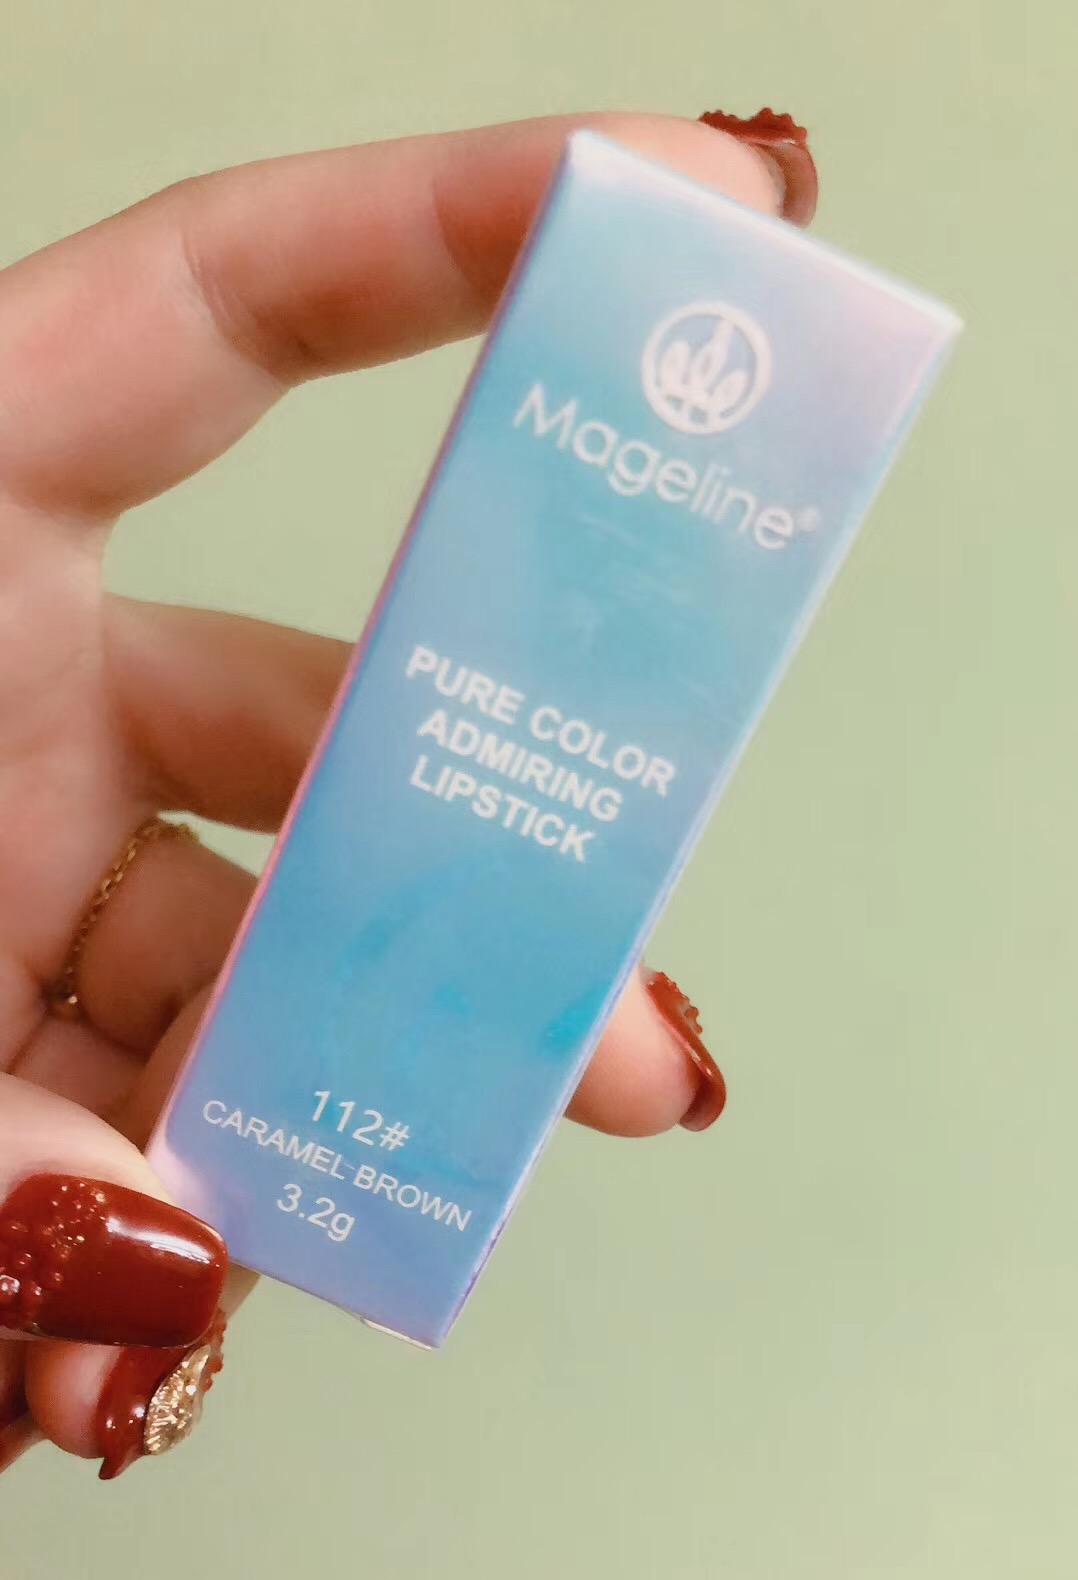 Mageline®
PURE COLOR
ADMIRING
LIPSTICK
112#
CARAMEL BROWN
3.2g